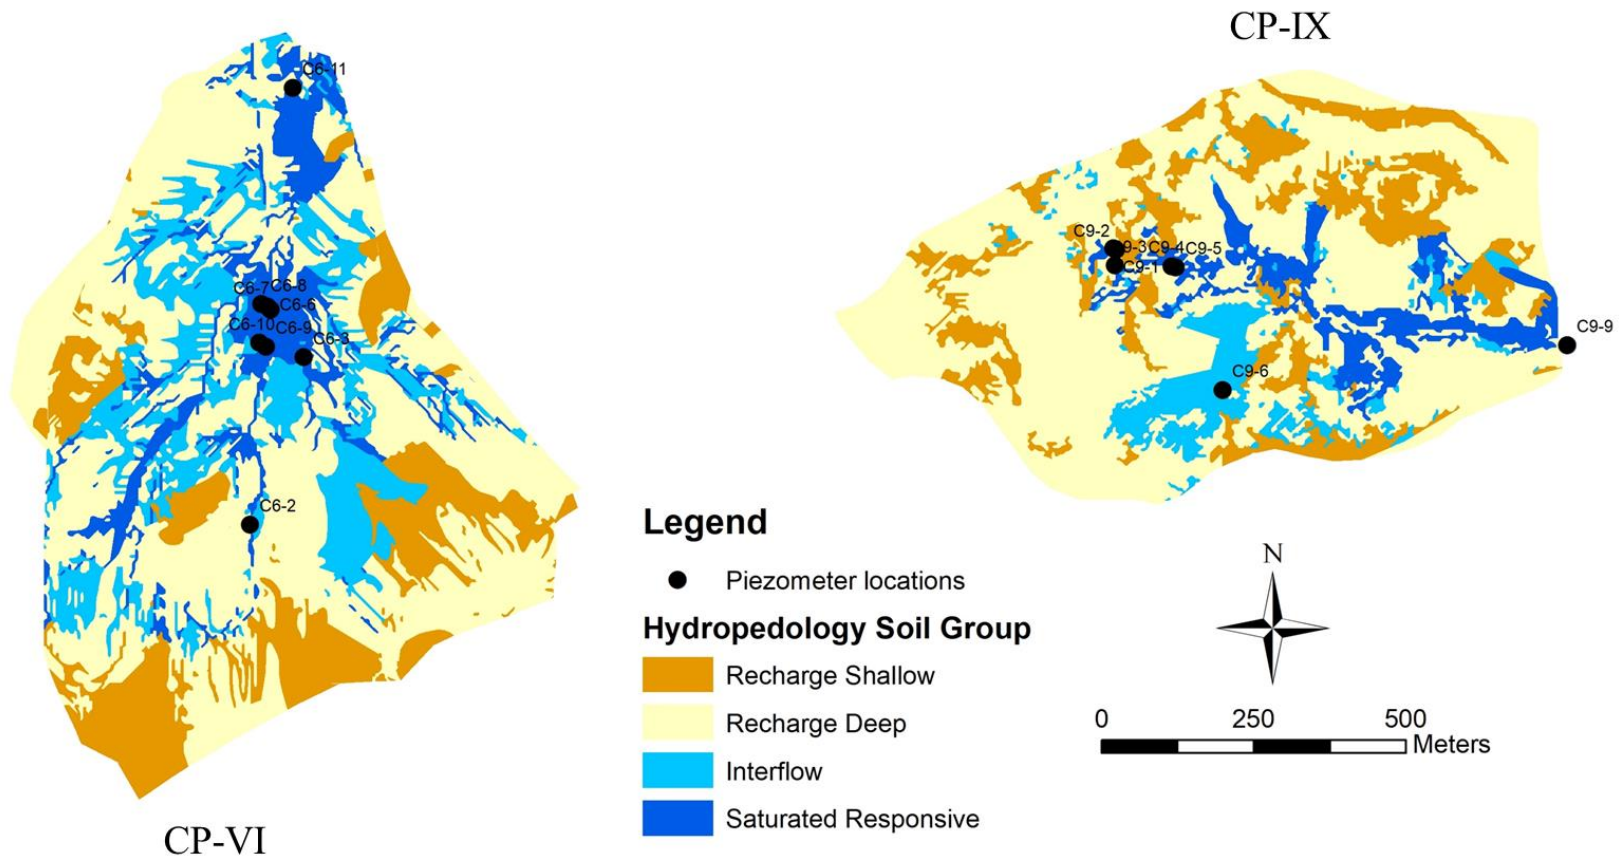 CP-IX
C6-11
C9-2
9-3
C9-4
C9-5
C9-1
C6-7
C6-8
C6-6
C6-10
C6-9
C6-3
C9-9
C9-6
C6-2
Legend
Piezometer locations
Hydropedology Soil Group
Recharge Shallow
Recharge Deep
Interflow
Saturated Responsive
N
0 250 500
Meters
CP-VI